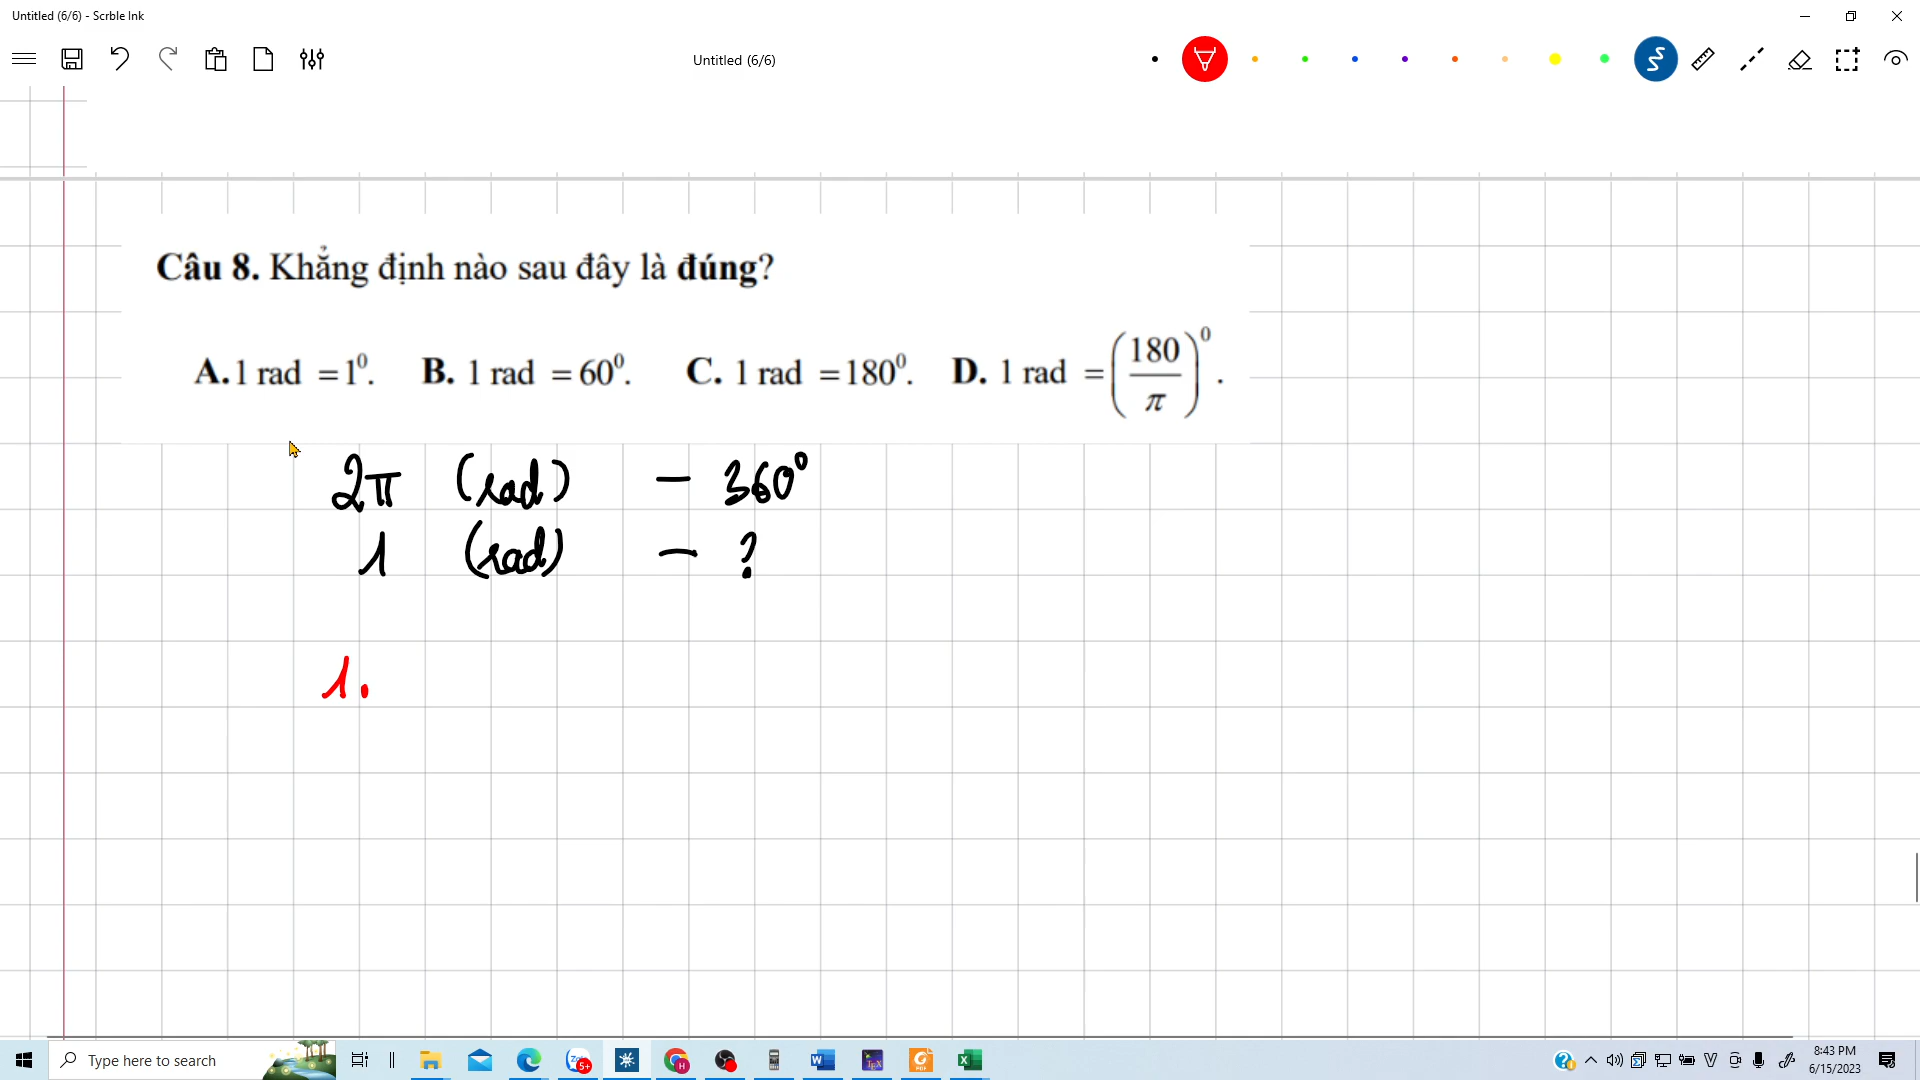 Untitled (6/6) - Scrble Ink
Untitled (6/6)
Câu 8. Khẳng định nào sau đây là đúng?
A. 1 rad = 1⁰. B. 1 rad = 60⁰. C. 1 rad = 180⁰. D. 1 rad = (180/π)⁰.
2π (rad) – 360⁰
1 (rad) – ?
1.
Type here to search
8:43 PM
6/15/2023